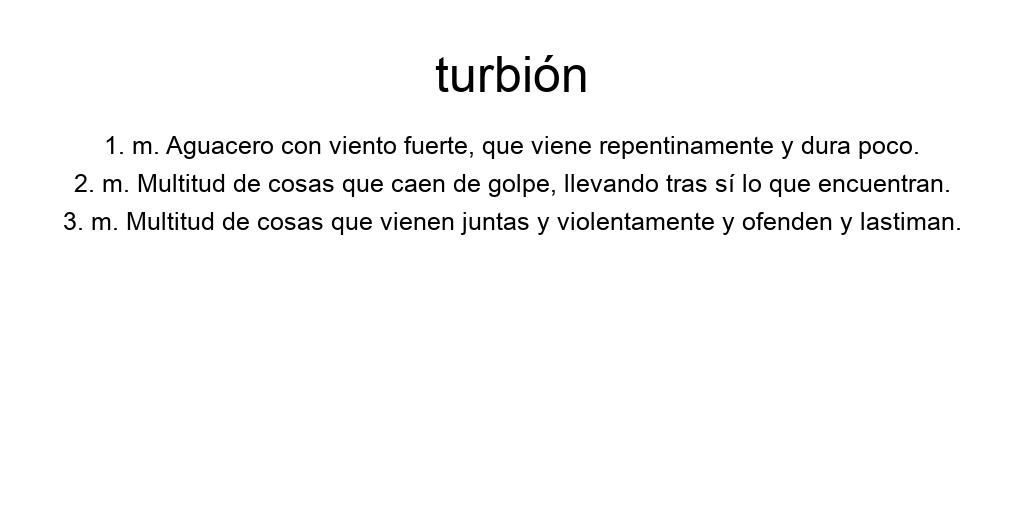 turbión
1. m. Aguacero con viento fuerte, que viene repentinamente y dura poco.
2. m. Multitud de cosas que caen de golpe, llevando tras sí lo que encuentran.
3. m. Multitud de cosas que vienen juntas y violentamente y ofenden y lastiman.